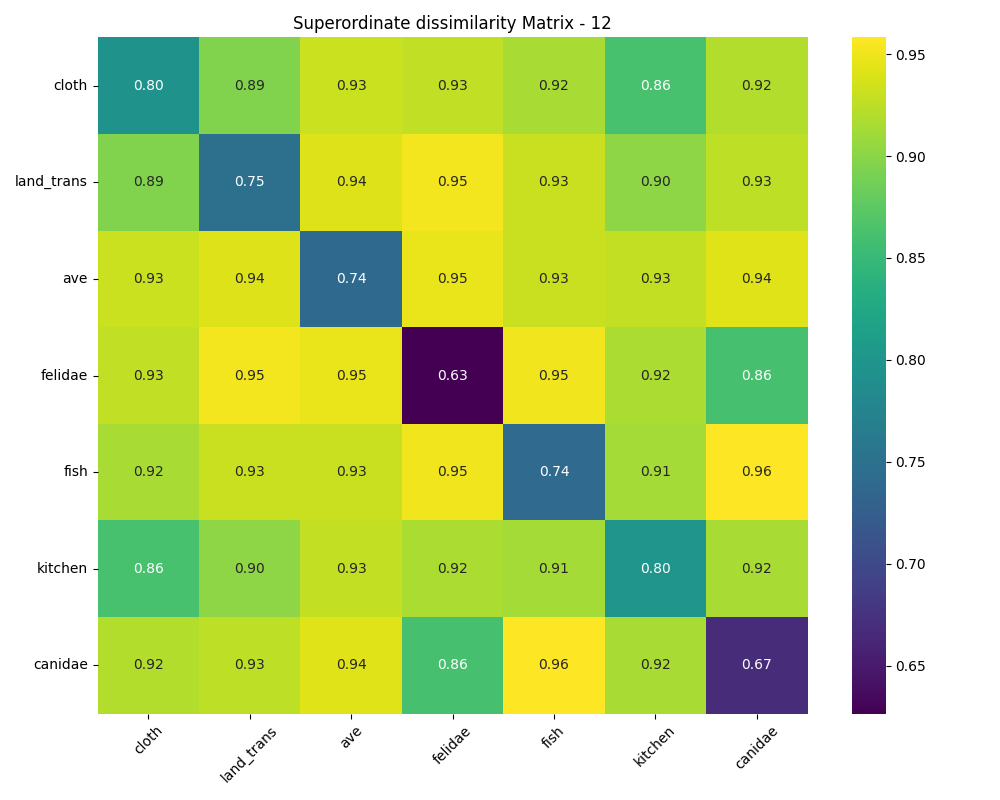 Superordinate dissimilarity Matrix - 12
cloth 0.80 0.89 0.93 0.93 0.92 0.86 0.92
land_trans 0.89 0.75 0.94 0.95 0.93 0.90 0.93
ave 0.93 0.94 0.74 0.95 0.93 0.93 0.94
felidae 0.93 0.95 0.95 0.63 0.95 0.92 0.86
fish 0.92 0.93 0.93 0.95 0.74 0.91 0.96
kitchen 0.86 0.90 0.93 0.92 0.91 0.80 0.92
canidae 0.92 0.93 0.94 0.86 0.96 0.92 0.67
cloth land_trans ave felidae fish kitchen canidae
0.95
0.90
0.85
0.80
0.75
0.70
0.65